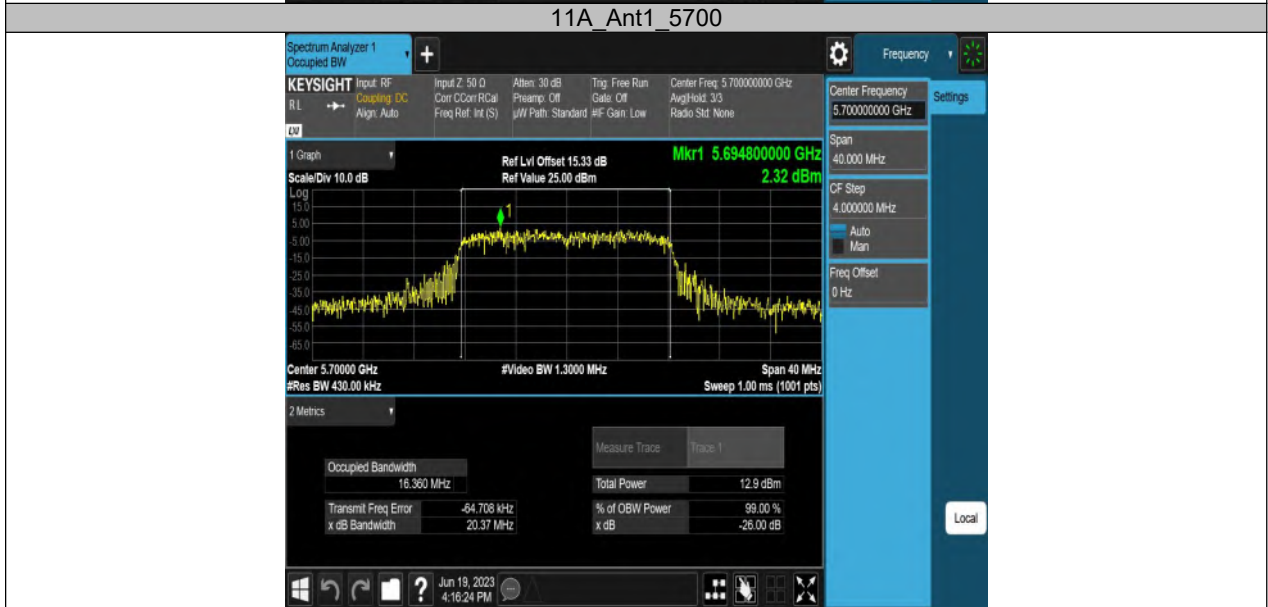 11A_Ant1_5700
Spectrum Analyzer 1
Occupied BW
+
Frequency
KEYSIGHT Input: RF Input Z: 50 Ω Atten: 30 dB Trig: Free Run Center Freq: 5.700000000 GHz
R L Coupling: DC Corr CCorr RCal Preamp: Off Gate: Off Avg|Hold: 3/3
Align: Auto Freq Ref: Int (S) µW Path: Standard #IF Gain: Low Radio Std: None
LXI
Center Frequency
5.700000000 GHz
Settings
Span
40.000 MHz
CF Step
4.000000 MHz
Auto
Man
Freq Offset
0 Hz
Local
1 Graph
Ref Lvl Offset 15.33 dB
Mkr1 5.694800000 GHz
Scale/Div 10.0 dB
Ref Value 25.00 dBm
2.32 dBm
Log
15.0
5.00
-5.00
-15.0
-25.0
-35.0
-45.0
-55.0
-65.0
1
Center 5.70000 GHz #Video BW 1.3000 MHz Span 40 MHz
#Res BW 430.00 kHz Sweep 1.00 ms (1001 pts)
2 Metrics
Measure Trace Trace 1
Occupied Bandwidth
16.360 MHz
Total Power 12.9 dBm
Transmit Freq Error -64.708 kHz % of OBW Power 99.00 %
x dB Bandwidth 20.37 MHz x dB -26.00 dB
? Jun 19, 2023
4:16:24 PM